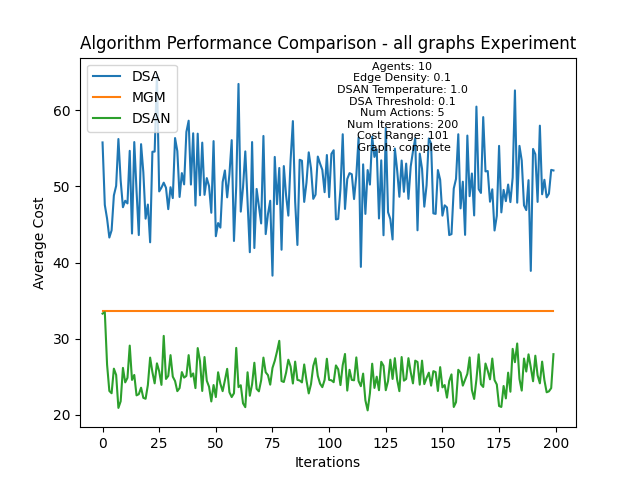 Algorithm Performance Comparison - all graphs Experiment
DSA
MGM
DSAN
Agents: 10
Edge Density: 0.1
DSAN Temperature: 1.0
DSA Threshold: 0.1
Num Actions: 5
Num Iterations: 200
Cost Range: 101
Graph: complete
60
50
40
30
20
Average Cost
0 25 50 75 100 125 150 175 200
Iterations